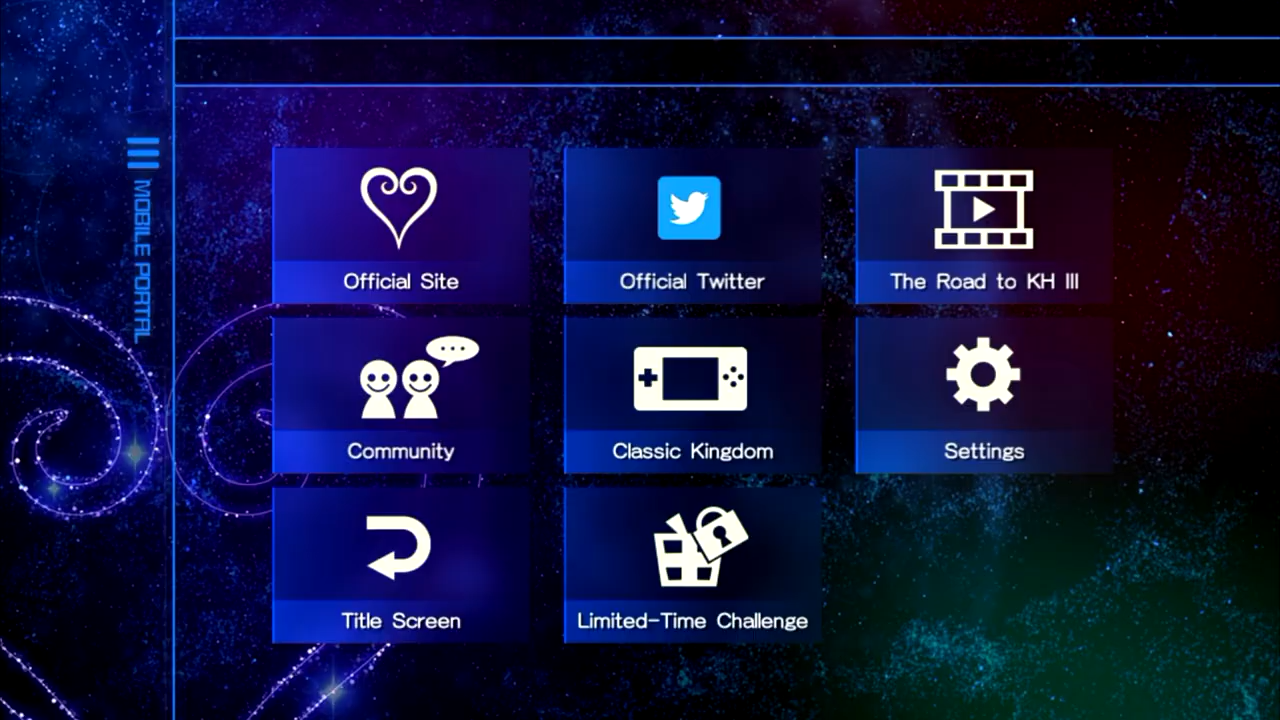 MOBILE PORTAL
Official Site
Official Twitter
The Road to KH III
Community
Classic Kingdom
Settings
Title Screen
Limited-Time Challenge